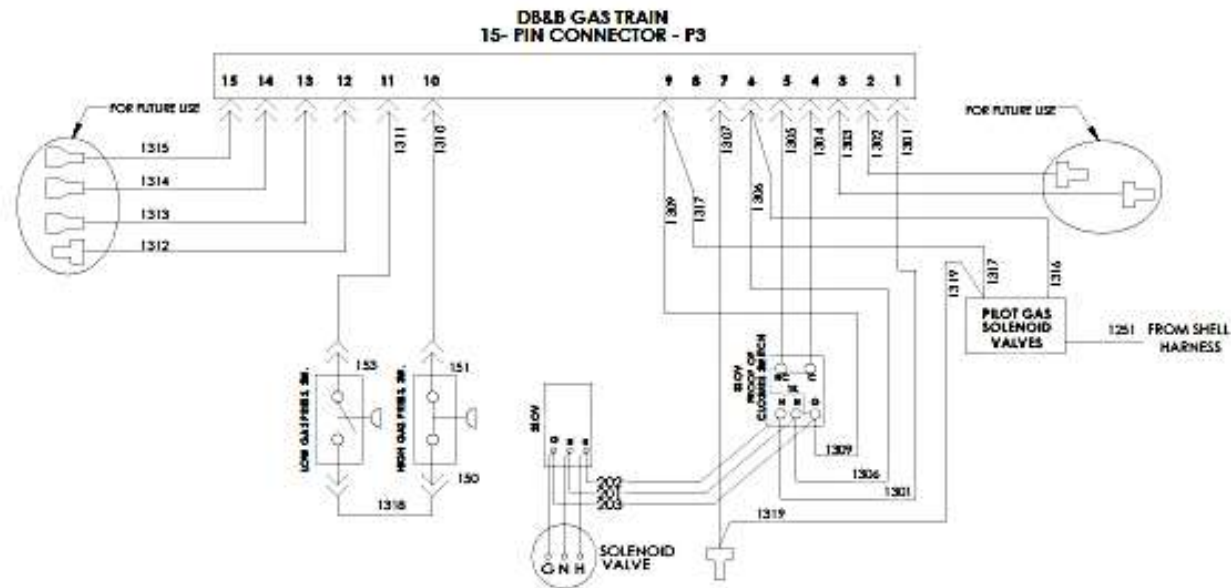 DB&B GAS TRAIN
15- PIN CONNECTOR - P3
15 14 13 12 11 10 9 8 7 6 5 4 3 2 1
FOR FUTURE USE
FOR FUTURE USE
1315
1314
1313
1312
1311
1310
1309
1317
1307
1306
1305
1304
1303
1302
1301
1319
1317
1316
PILOT GAS
SOLENOID
VALVES
1251 FROM SHELL
HARNESS
153
151
LOW GAS PRESS. SW.
HIGH GAS PRESS. SW.
150
1318
SSOV
G N H
SSOV
PROOF OF
CLOSURE SWITCH
202
201
203
1309
1306
1301
1319
SOLENOID
VALVE
G N H